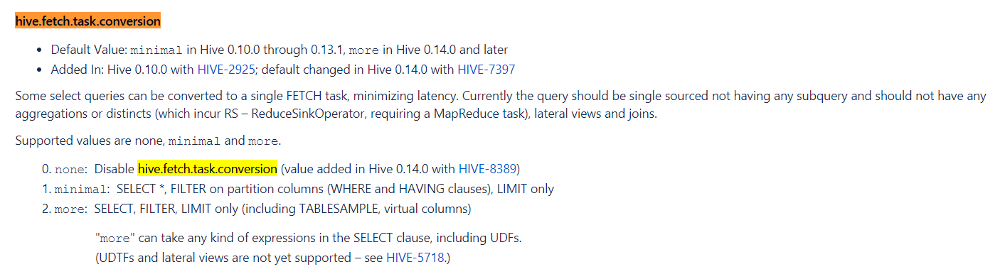 hive.fetch.task.conversion
• Default Value: minimal in Hive 0.10.0 through 0.13.1, more in Hive 0.14.0 and later
• Added In: Hive 0.10.0 with HIVE-2925; default changed in Hive 0.14.0 with HIVE-7397
Some select queries can be converted to a single FETCH task, minimizing latency. Currently the query should be single sourced not having any subquery and should not have any
aggregations or distincts (which incur RS – ReduceSinkOperator, requiring a MapReduce task), lateral views and joins.
Supported values are none, minimal and more.
0. none: Disable hive.fetch.task.conversion (value added in Hive 0.14.0 with HIVE-8389)
1. minimal: SELECT *, FILTER on partition columns (WHERE and HAVING clauses), LIMIT only
2. more: SELECT, FILTER, LIMIT only (including TABLESAMPLE, virtual columns)
"more" can take any kind of expressions in the SELECT clause, including UDFs.
(UDTFs and lateral views are not yet supported – see HIVE-5718.)